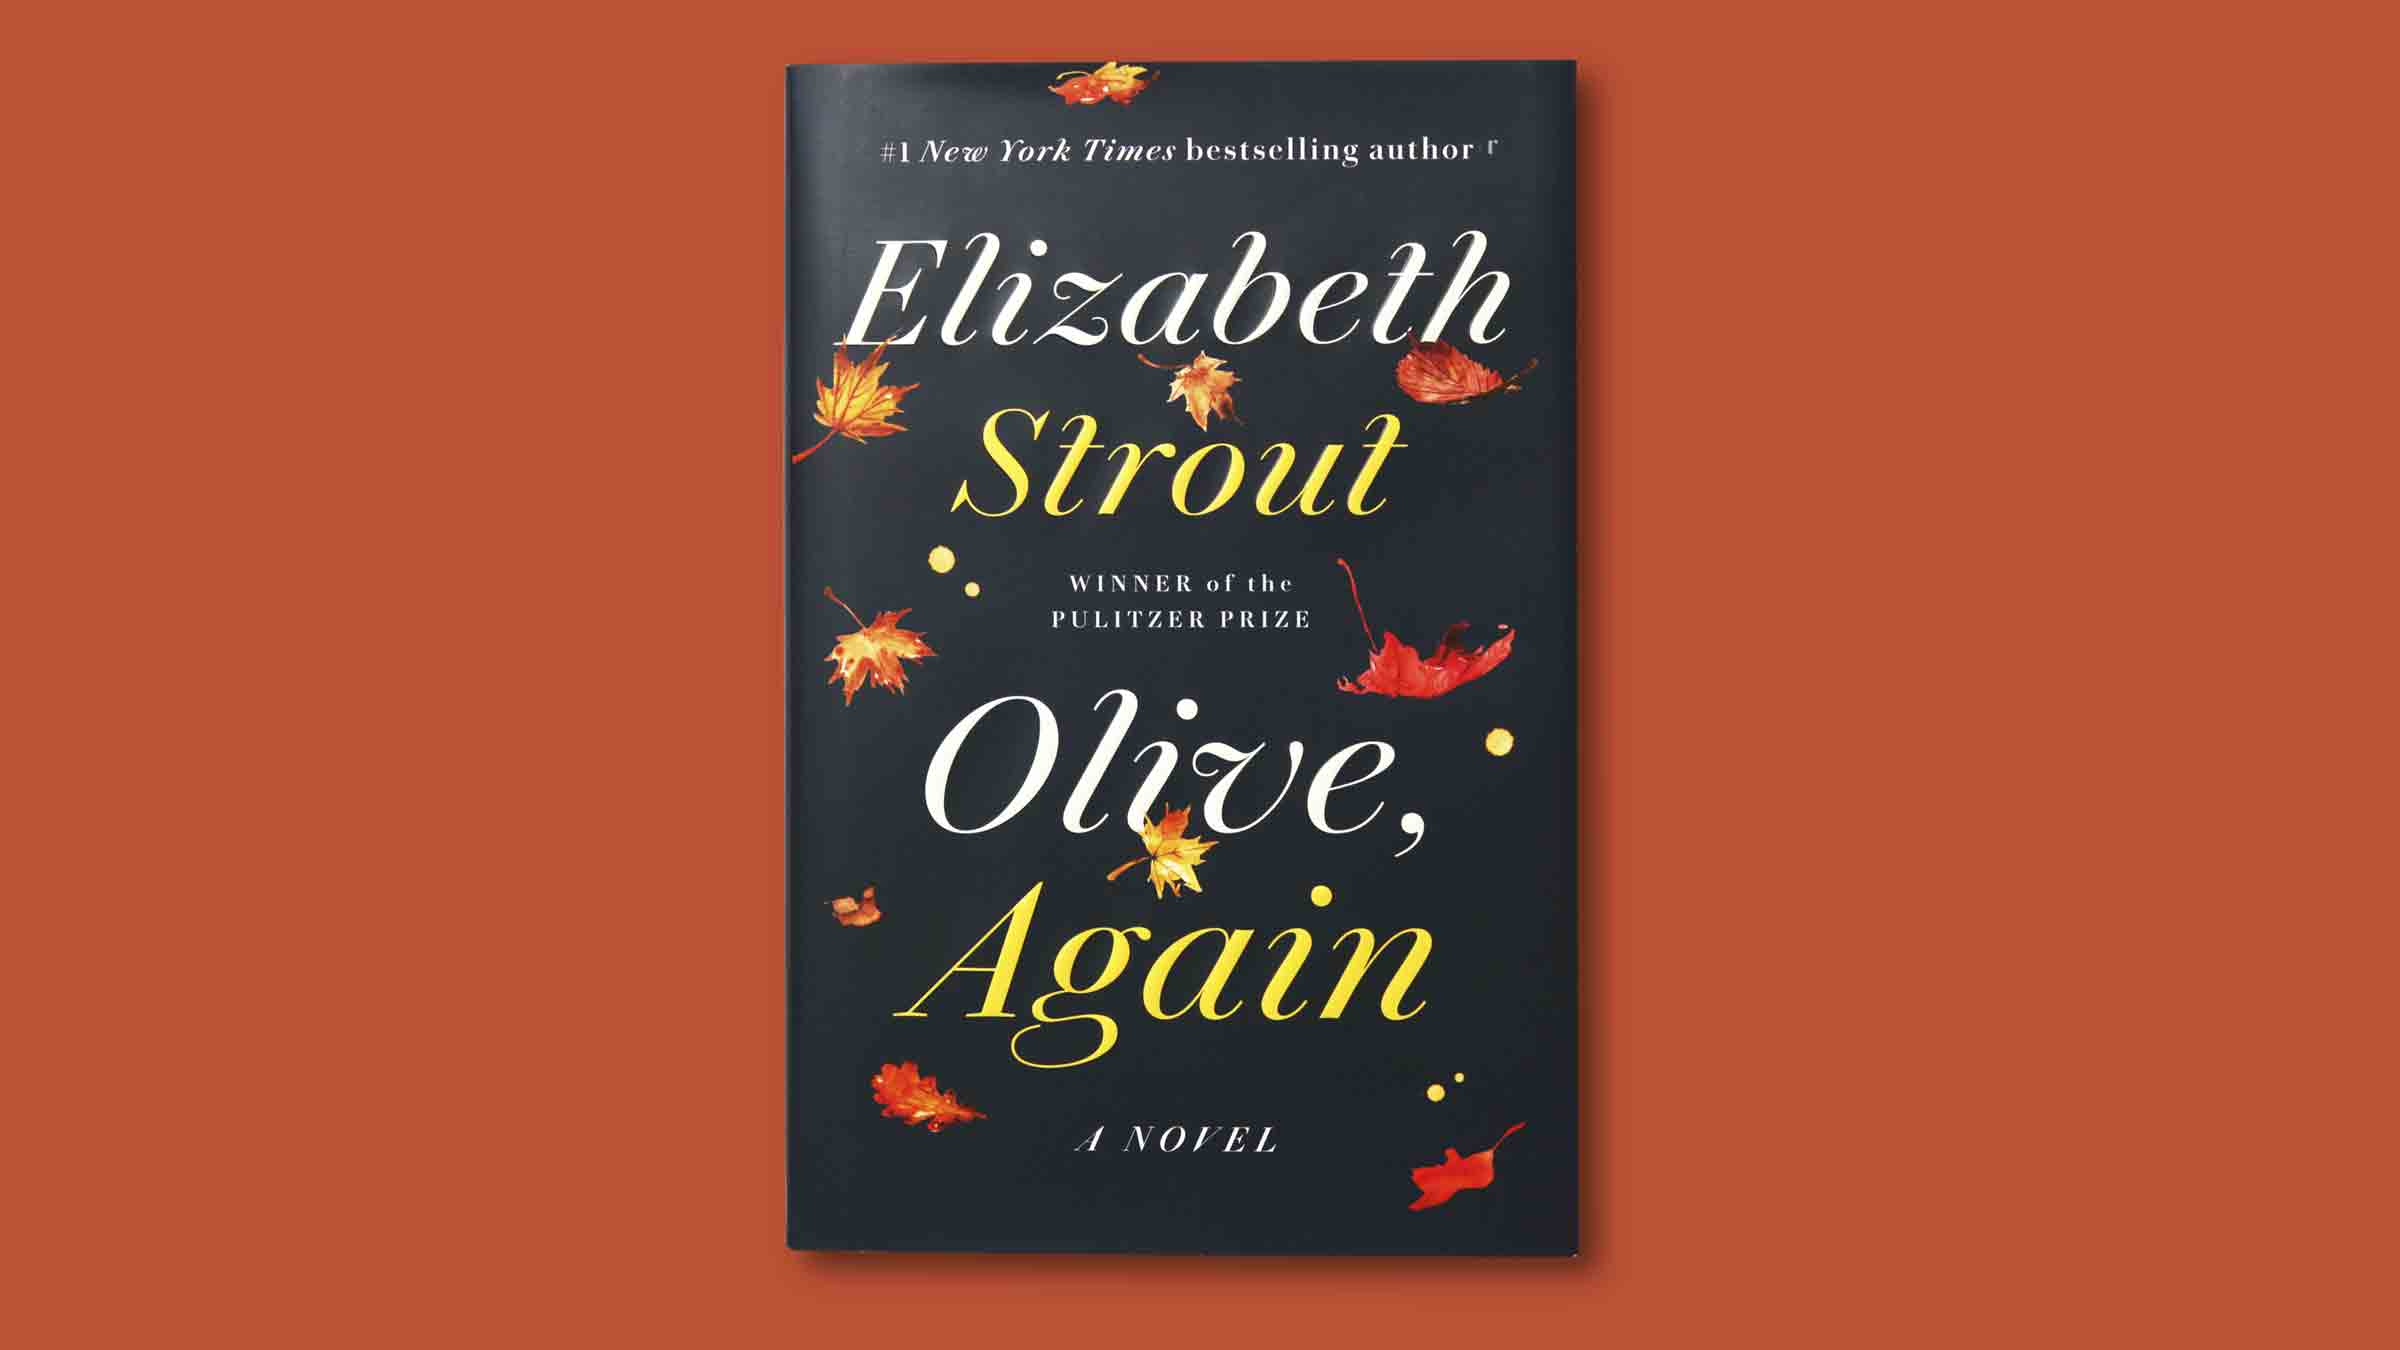 #1 New York Times bestselling author r
Elizabeth
Strout
WINNER of the
PULITZER PRIZE
Olive,
Again
A NOVEL